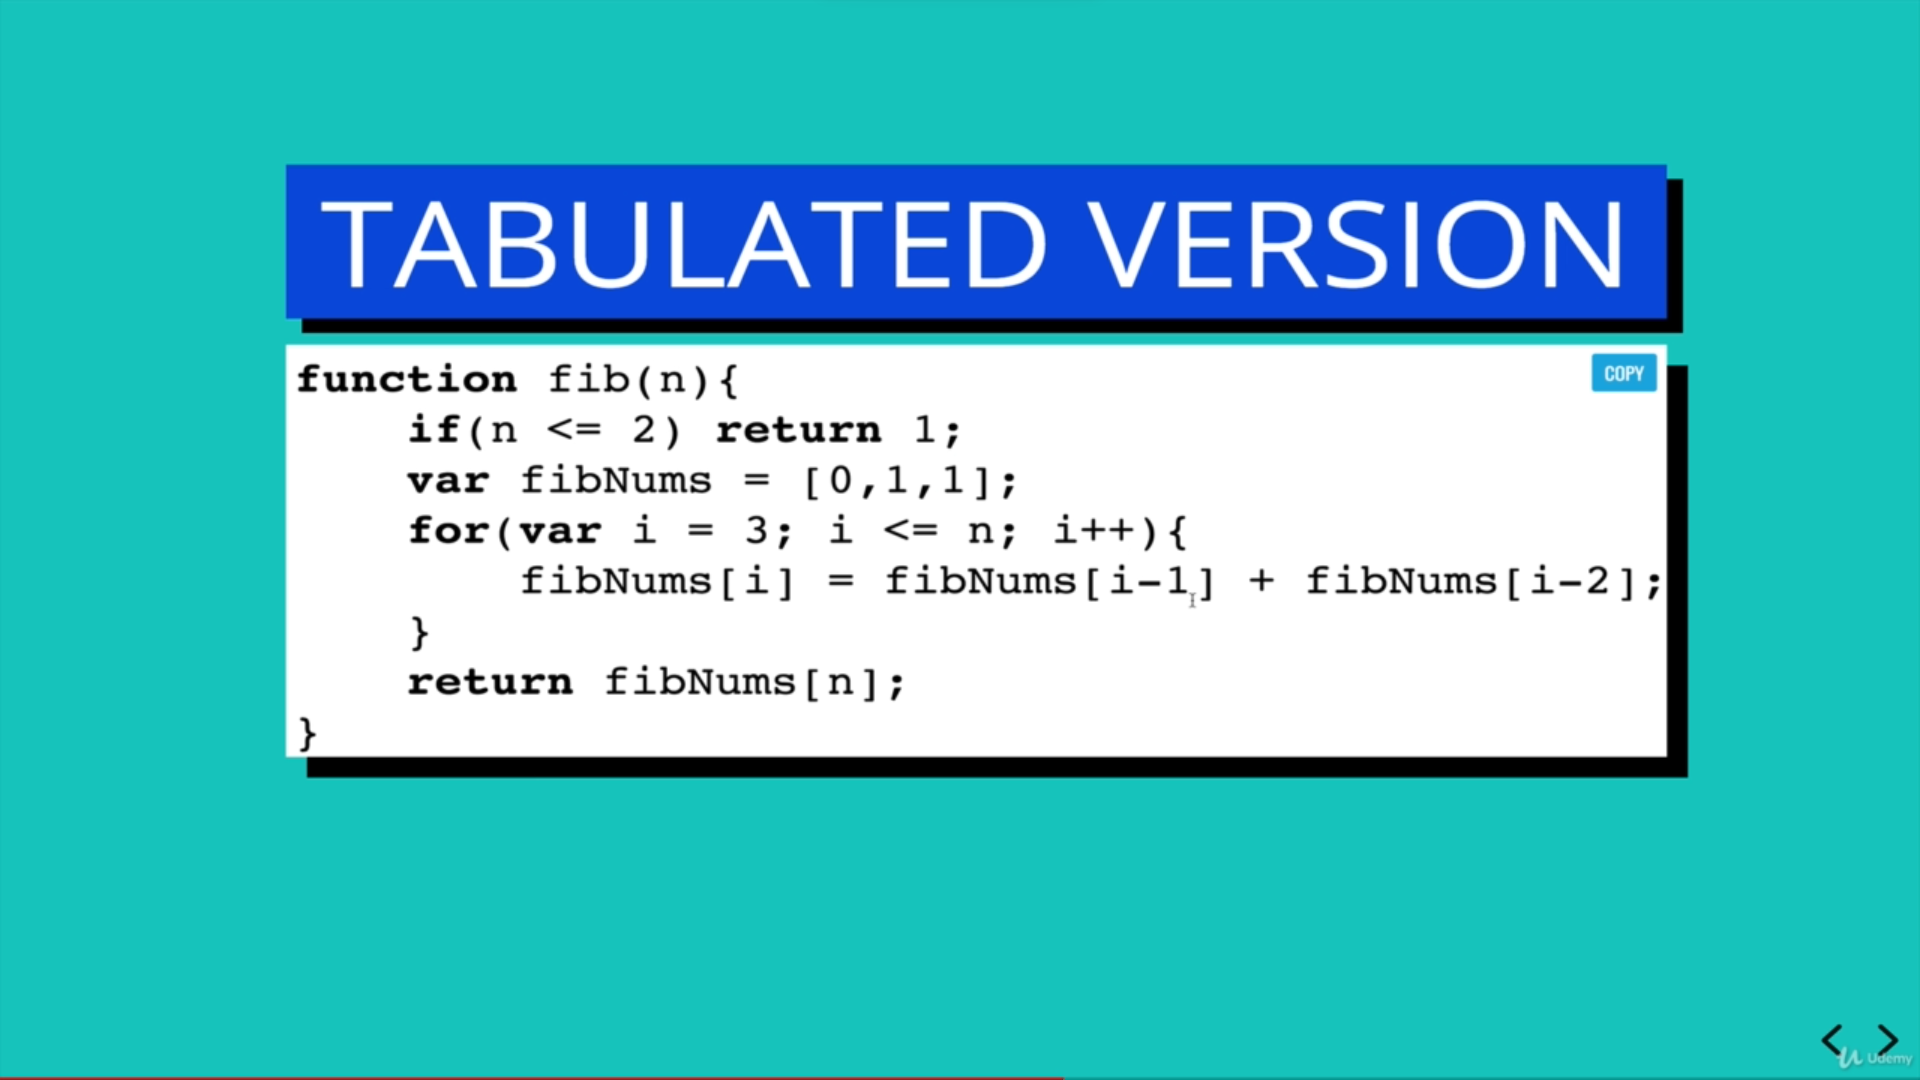 TABULATED VERSION
COPY
function fib(n){
    if(n <= 2) return 1;
    var fibNums = [0,1,1];
    for(var i = 3; i <= n; i++){
        fibNums[i] = fibNums[i-1] + fibNums[i-2];
    }
    return fibNums[n];
}
Udemy